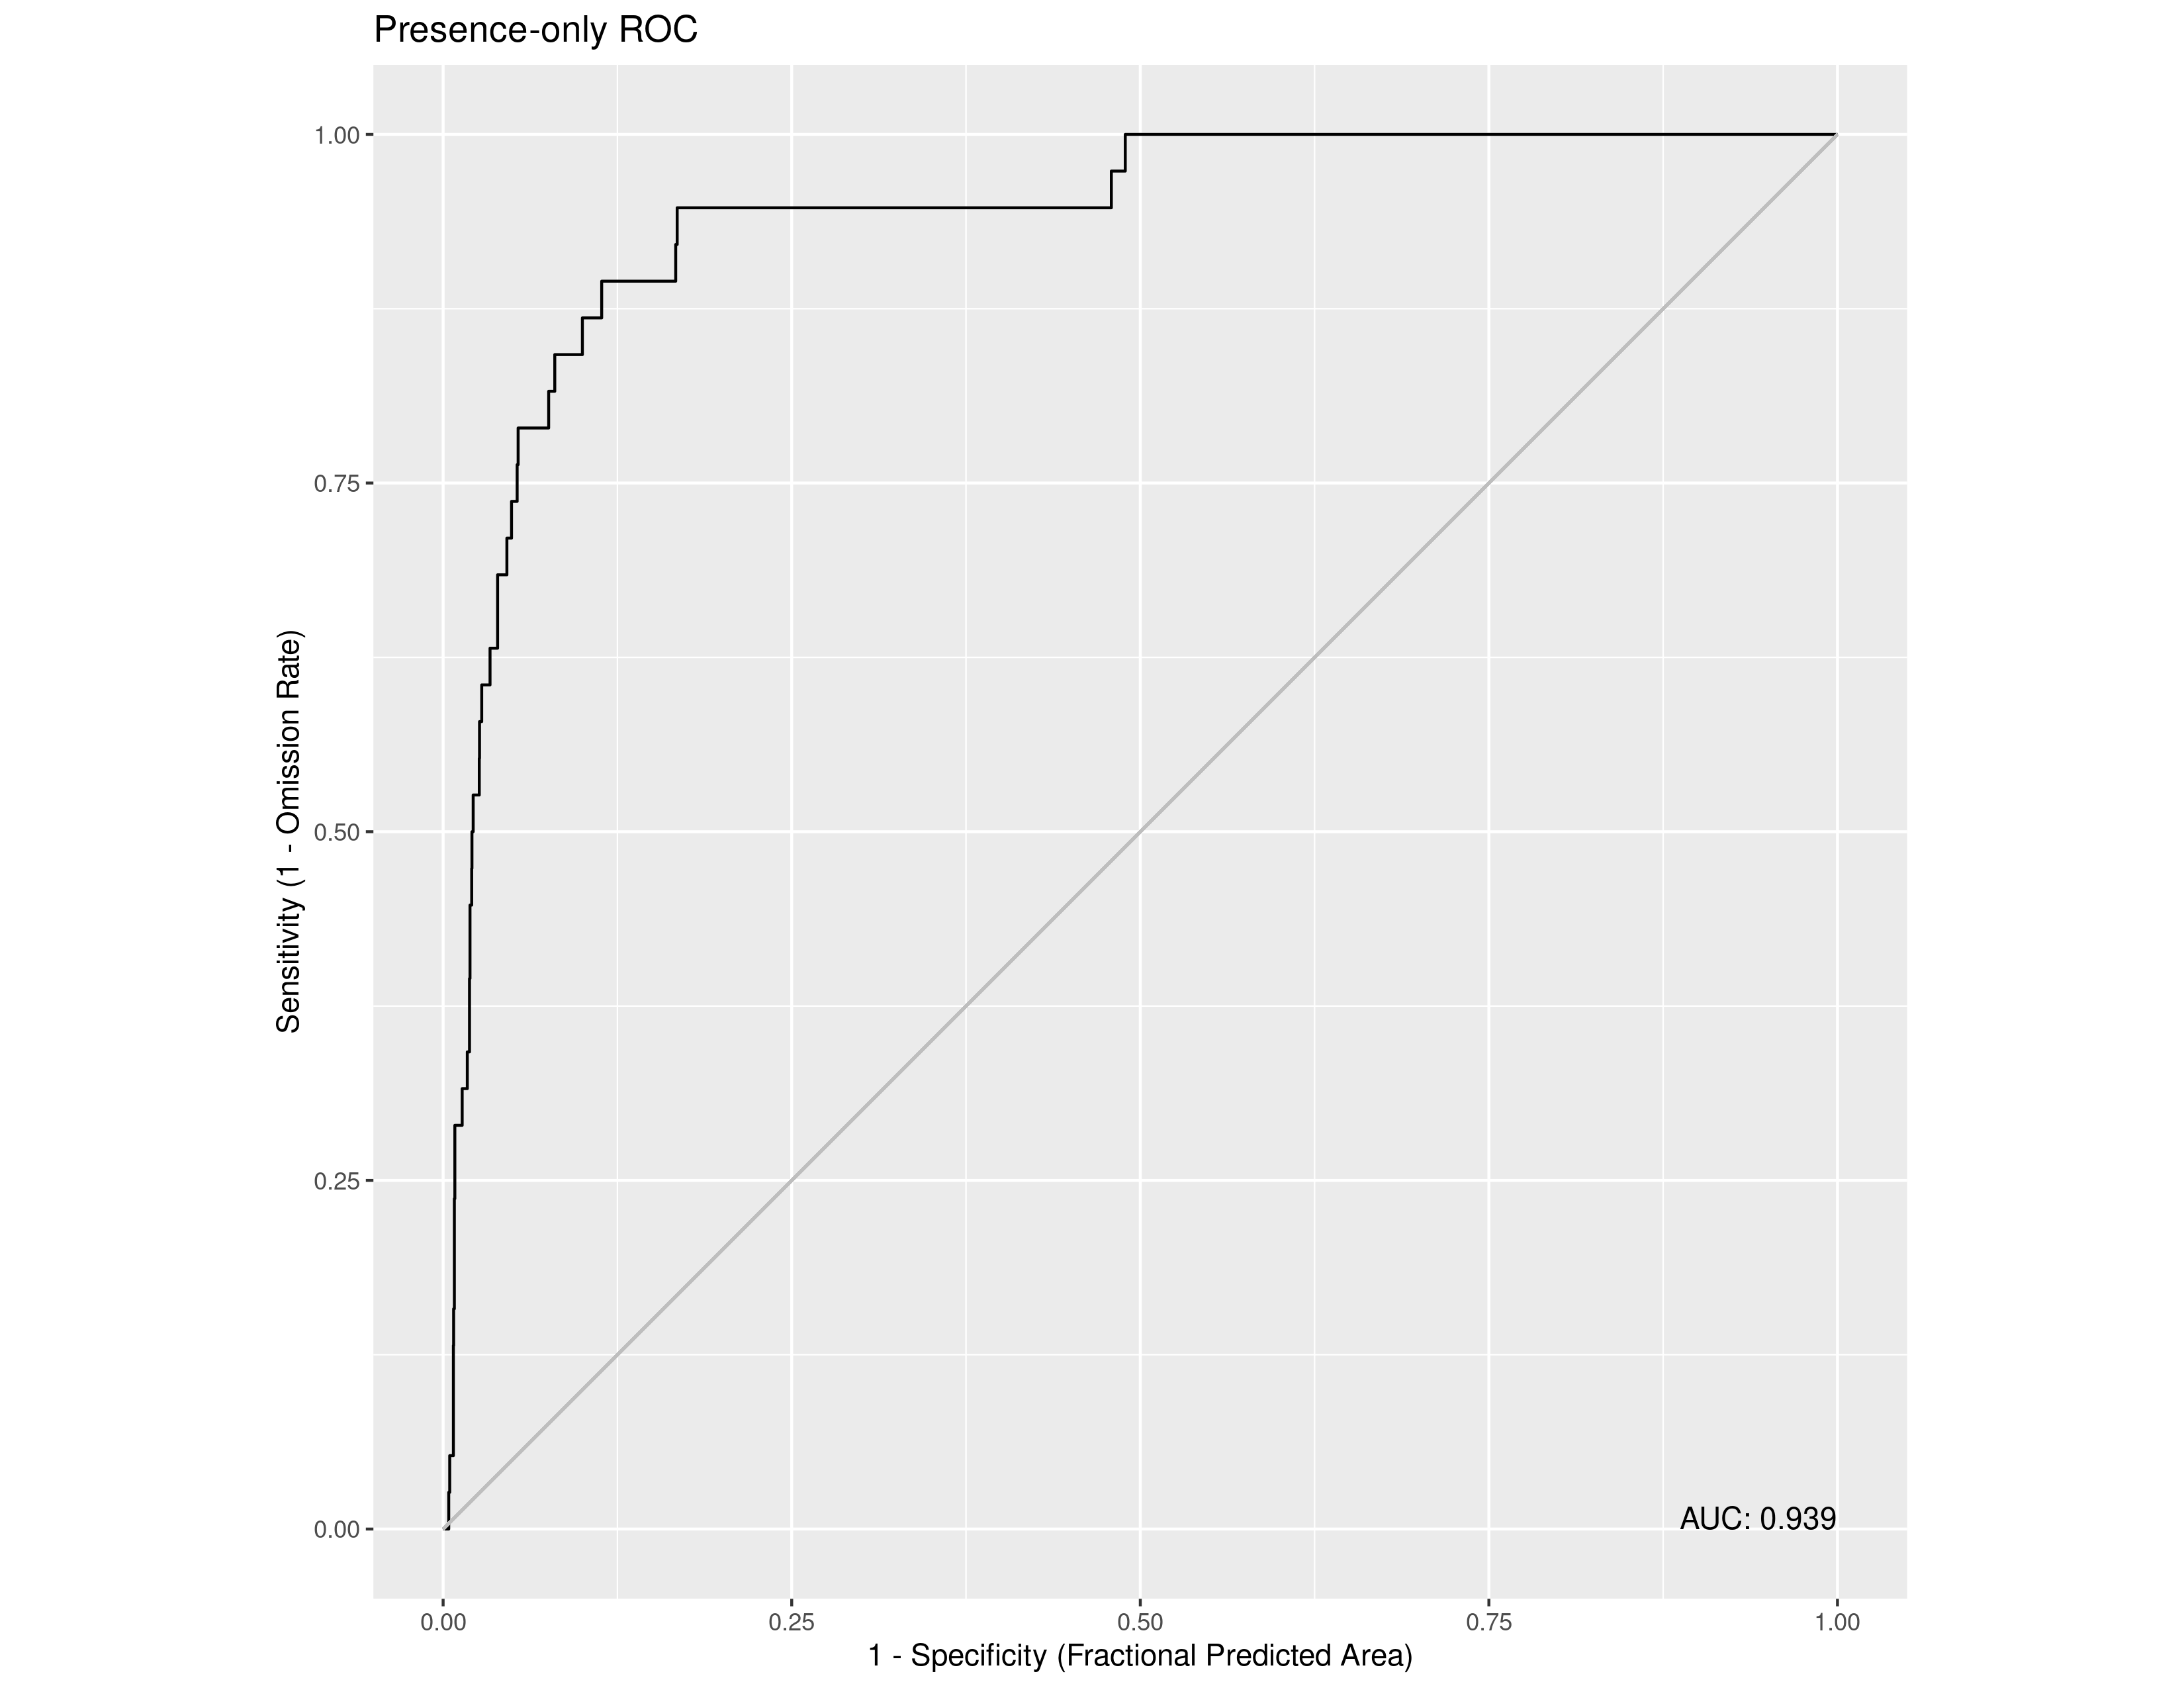 Presence-only ROC
1.00
0.75
0.50
0.25
0.00
Sensitivity (1 - Omission Rate)
AUC: 0.939
0.00
0.25
0.50
0.75
1.00
1 - Specificity (Fractional Predicted Area)